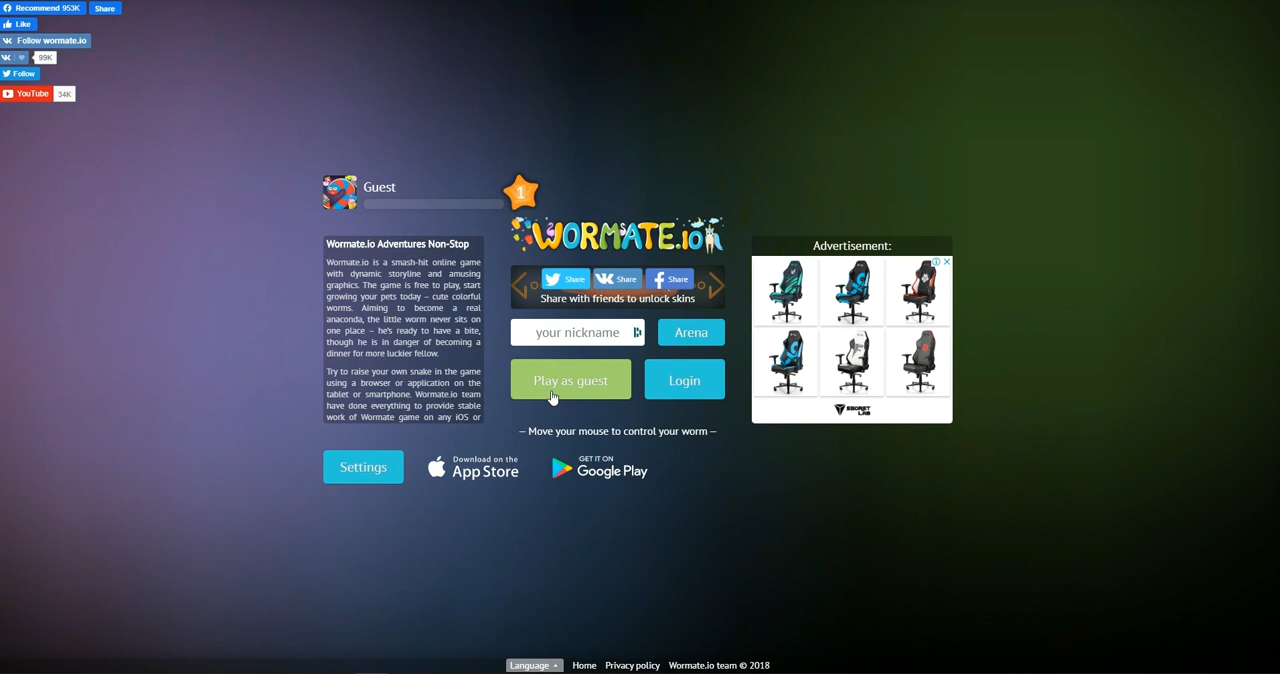 Recommend 953K Share
Like
Follow wormate.io
99K
Follow
YouTube 34K
Guest
1
WORMATE.io
Wormate.io Adventures Non-Stop
Wormate.io is a smash-hit online game
with dynamic storyline and amusing
graphics. The game is free to play, start
growing your pets today – cute colorful
worms. Aiming to become a real
anaconda, the little worm never sits on
one place – he's ready to have a bite,
though he is in danger of becoming a
dinner for more luckier fellow.
Try to raise your own snake in the game
using a browser or application on the
tablet or smartphone. Wormate.io team
have done everything to provide stable
work of Wormate game on any iOS or
Share Share Share
Share with friends to unlock skins
your nickname
Arena
Play as guest
Login
– Move your mouse to control your worm –
Advertisement:
SECRET
LAB
Settings
Download on the
App Store
GET IT ON
Google Play
Language Home Privacy policy Wormate.io team © 2018